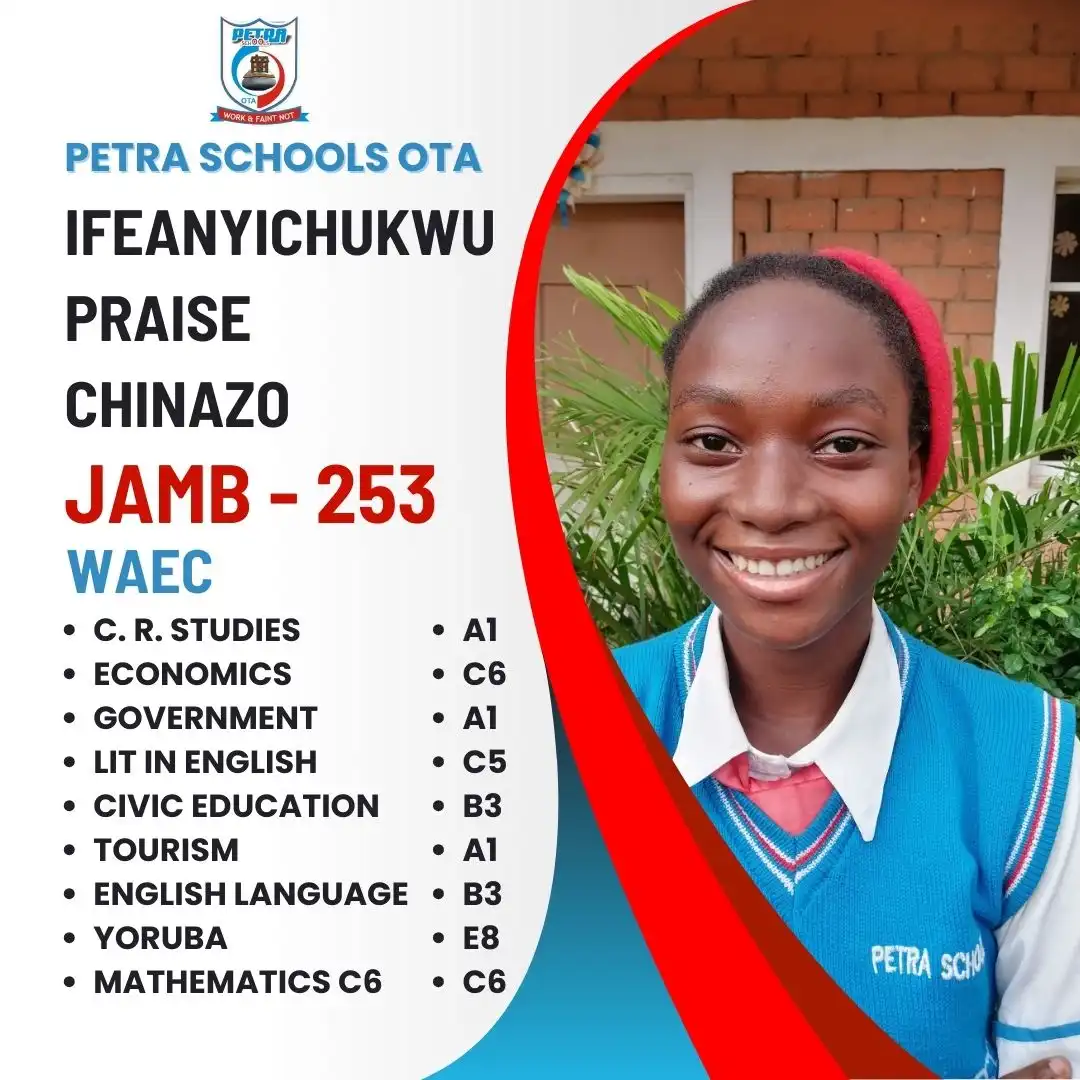 PETRA
SCHOOLS
OTA
WORK & FAINT NOT
PETRA SCHOOLS OTA
IFEANYICHUKWU
PRAISE
CHINAZO
JAMB - 253
WAEC
• C. R. STUDIES • A1
• ECONOMICS • C6
• GOVERNMENT • A1
• LIT IN ENGLISH • C5
• CIVIC EDUCATION • B3
• TOURISM • A1
• ENGLISH LANGUAGE • B3
• YORUBA • E8
• MATHEMATICS C6 • C6
PETRA SCHOO